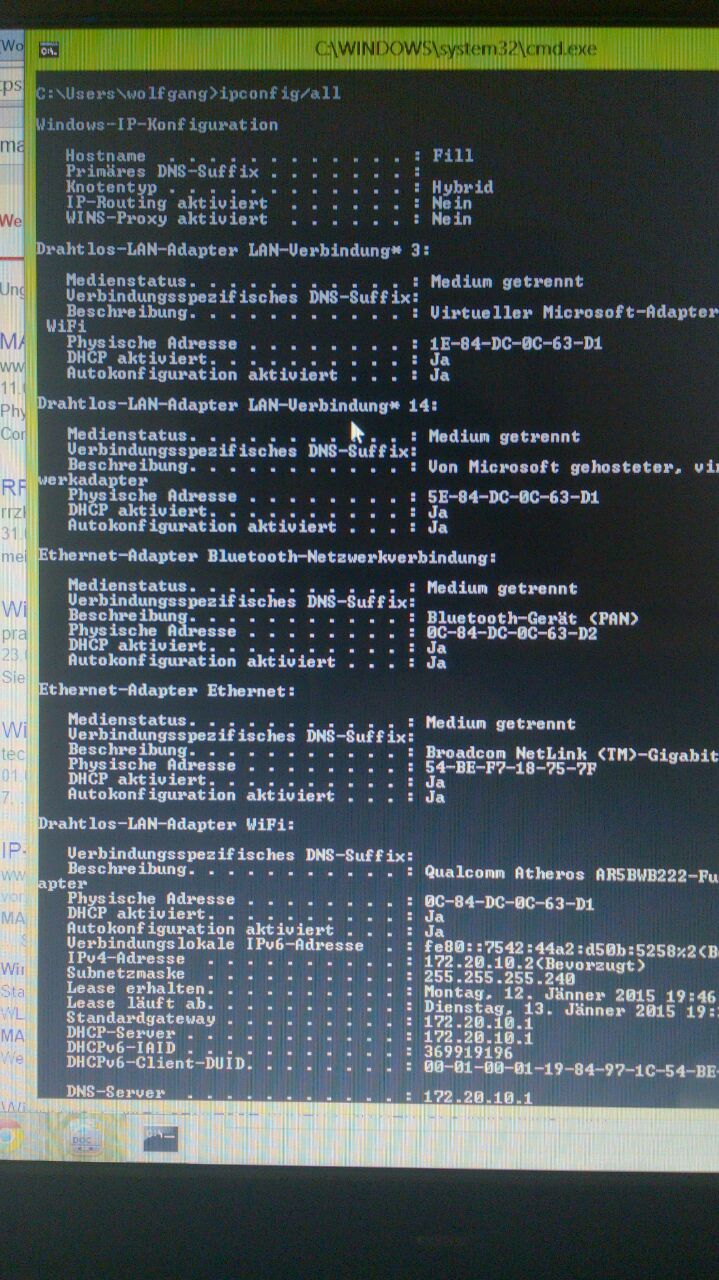 C:\WINDOWS\system32\cmd.exe
C:\Users\wolfgang>ipconfig/all
Windows-IP-Konfiguration
Hostname . . . . . . . . . . . . : Fill
Primäres DNS-Suffix . . . . . . . :
Knotentyp . . . . . . . . . . . . : Hybrid
IP-Routing aktiviert . . . . . . : Nein
WINS-Proxy aktiviert . . . . . . : Nein
Drahtlos-LAN-Adapter LAN-Verbindung* 3:
Medienstatus. . . . . . . . . . . : Medium getrennt
Verbindungsspezifisches DNS-Suffix:
Beschreibung. . . . . . . . . . . : Virtueller Microsoft-Adapter
WiFi
Physische Adresse . . . . . . . . : 1E-84-DC-0C-63-D1
DHCP aktiviert. . . . . . . . . . : Ja
Autokonfiguration aktiviert . . . : Ja
Drahtlos-LAN-Adapter LAN-Verbindung* 14:
Medienstatus. . . . . . . . . . . : Medium getrennt
Verbindungsspezifisches DNS-Suffix:
Beschreibung. . . . . . . . . . . : Von Microsoft gehosteter, vir
werkadapter
Physische Adresse . . . . . . . . : 5E-84-DC-0C-63-D1
DHCP aktiviert. . . . . . . . . . : Ja
Autokonfiguration aktiviert . . . : Ja
Ethernet-Adapter Bluetooth-Netzwerkverbindung:
Medienstatus. . . . . . . . . . . : Medium getrennt
Verbindungsspezifisches DNS-Suffix:
Beschreibung. . . . . . . . . . . : Bluetooth-Gerät (PAN)
Physische Adresse . . . . . . . . : 0C-84-DC-0C-63-D2
DHCP aktiviert. . . . . . . . . . : Ja
Autokonfiguration aktiviert . . . : Ja
Ethernet-Adapter Ethernet:
Medienstatus. . . . . . . . . . . : Medium getrennt
Verbindungsspezifisches DNS-Suffix:
Beschreibung. . . . . . . . . . . : Broadcom NetLink (TM)-Gigabit
Physische Adresse . . . . . . . . : 54-BE-F7-18-75-7F
DHCP aktiviert. . . . . . . . . . : Ja
Autokonfiguration aktiviert . . . : Ja
Drahtlos-LAN-Adapter WiFi:
Verbindungsspezifisches DNS-Suffix:
Beschreibung. . . . . . . . . . . : Qualcomm Atheros AR5BWB222-Fu
apter
Physische Adresse . . . . . . . . : 0C-84-DC-0C-63-D1
DHCP aktiviert. . . . . . . . . . : Ja
Autokonfiguration aktiviert . . . : Ja
Verbindungslokale IPv6-Adresse . : fe80::7542:44a2:d50b:5258%2(B
IPv4-Adresse . . . . . . . . . . : 172.20.10.2(Bevorzugt)
Subnetzmaske . . . . . . . . . . : 255.255.255.240
Lease erhalten. . . . . . . . . . : Montag, 12. Jänner 2015 19:46
Lease läuft ab. . . . . . . . . . : Dienstag, 13. Jänner 2015 19:
Standardgateway . . . . . . . . . : 172.20.10.1
DHCP-Server . . . . . . . . . . . : 172.20.10.1
DHCPv6-IAID . . . . . . . . . . . : 369919196
DHCPv6-Client-DUID. . . . . . . . : 00-01-00-01-19-84-97-1C-54-BE-
DNS-Server . . . . . . . . . . . : 172.20.10.1